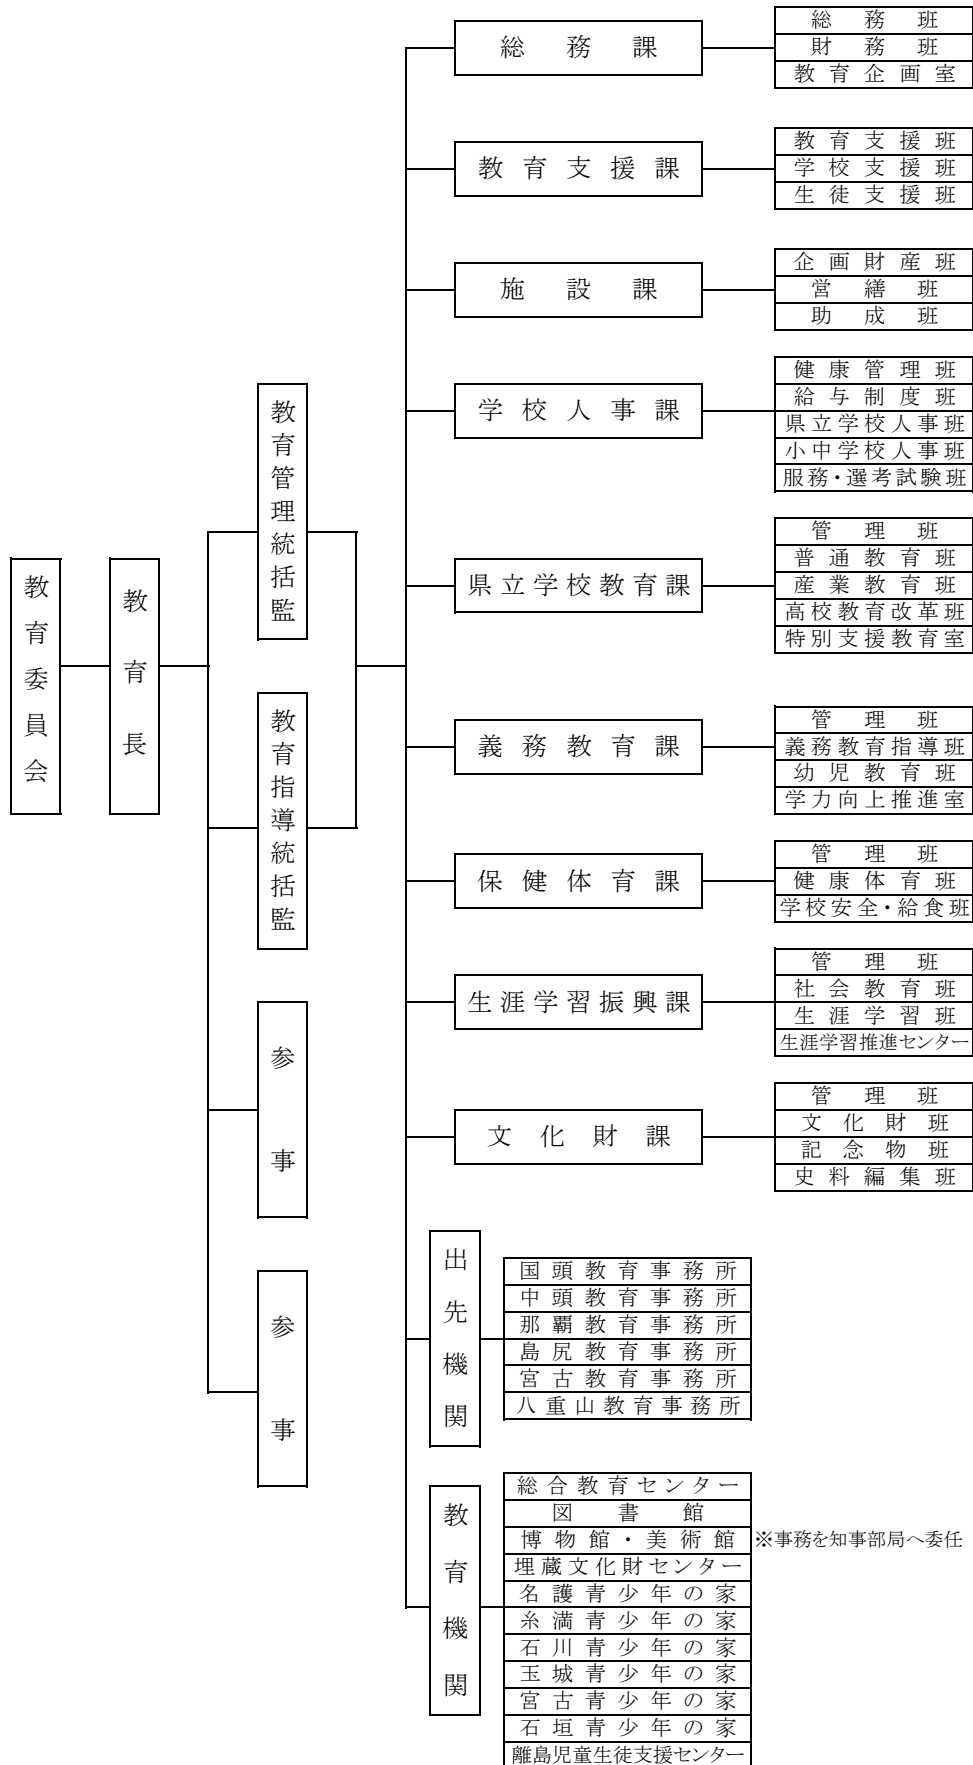 教育委員会
教育長
教育管理統括監
教育指導統括監
参事
参事
総務課
総務班
財務班
教育企画室
教育支援課
教育支援班
学校支援班
生徒支援班
施設課
企画財産班
営繕班
助成班
学校人事課
健康管理班
給与制度班
県立学校人事班
小中学校人事班
服務・選考試験班
県立学校教育課
管理班
普通教育班
産業教育班
高校教育改革班
特別支援教育室
義務教育課
管理班
義務教育指導班
幼児教育班
学力向上推進室
保健体育課
管理班
健康体育班
学校安全・給食班
生涯学習振興課
管理班
社会教育班
生涯学習班
生涯学習推進センター
文化財課
管理班
文化財班
記念物班
史料編集班
出先機関
国頭教育事務所
中頭教育事務所
那覇教育事務所
島尻教育事務所
宮古教育事務所
八重山教育事務所
教育機関
総合教育センター
図書館
博物館・美術館 ※事務を知事部局へ委任
埋蔵文化財センター
名護青少年の家
糸満青少年の家
石川青少年の家
玉城青少年の家
宮古青少年の家
石垣青少年の家
離島児童生徒支援センター